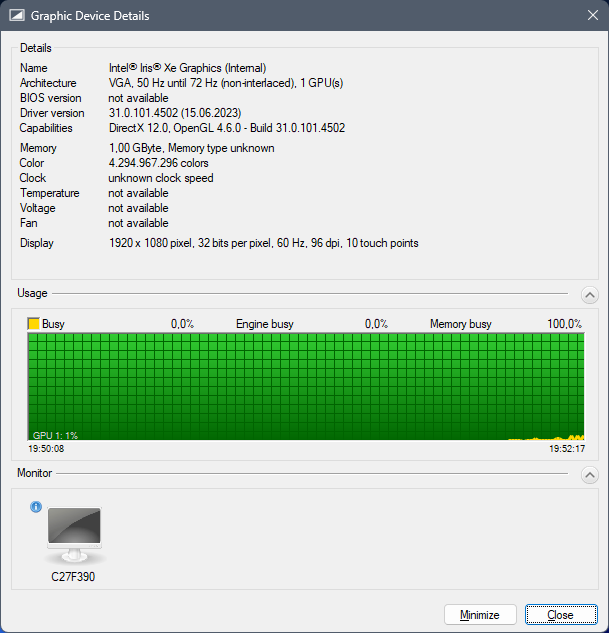 Graphic Device Details
Details
Name Intel® Iris® Xe Graphics (Internal)
Architecture VGA, 50 Hz until 72 Hz (non-interlaced), 1 GPU(s)
BIOS version not available
Driver version 31.0.101.4502 (15.06.2023)
Capabilities DirectX 12.0, OpenGL 4.6.0 - Build 31.0.101.4502
Memory 1,00 GByte, Memory type unknown
Color 4.294.967.296 colors
Clock unknown clock speed
Temperature not available
Voltage not available
Fan not available
Display 1920 x 1080 pixel, 32 bits per pixel, 60 Hz, 96 dpi, 10 touch points
Usage
Busy 0,0% Engine busy 0,0% Memory busy 100,0%
GPU 1: 1%
19:50:08 19:52:17
Monitor
C27F390
Minimize Close